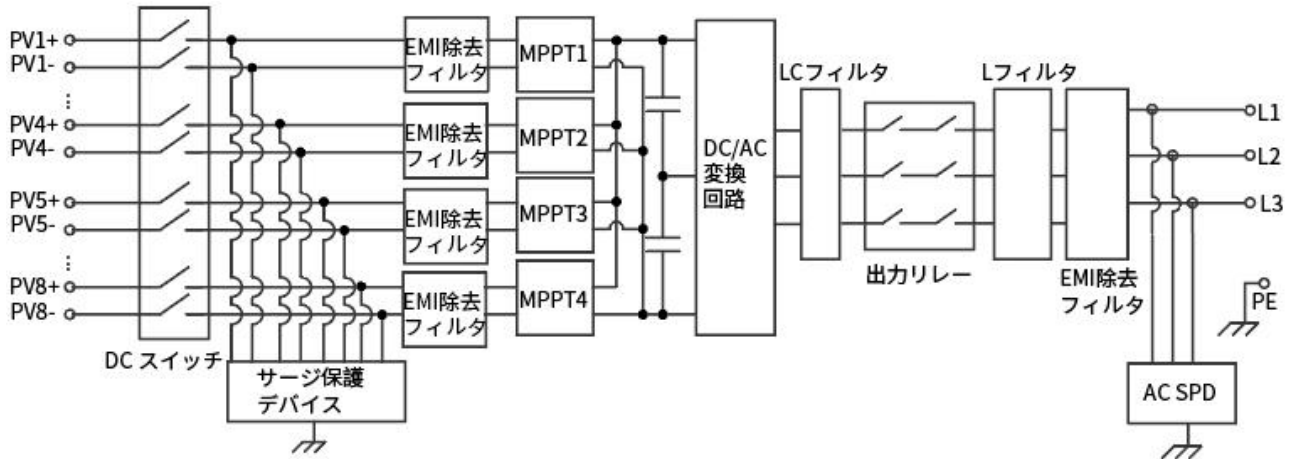 PV1+
PV1-
PV4+
PV4-
PV5+
PV5-
PV8+
PV8-
DC スイッチ
サージ保護
デバイス
EMI除去
フィルタ
EMI除去
フィルタ
EMI除去
フィルタ
EMI除去
フィルタ
MPPT1
MPPT2
MPPT3
MPPT4
DC/AC
変換
回路
LCフィルタ
出力リレー
Lフィルタ
EMI除去
フィルタ
L1
L2
L3
PE
AC SPD